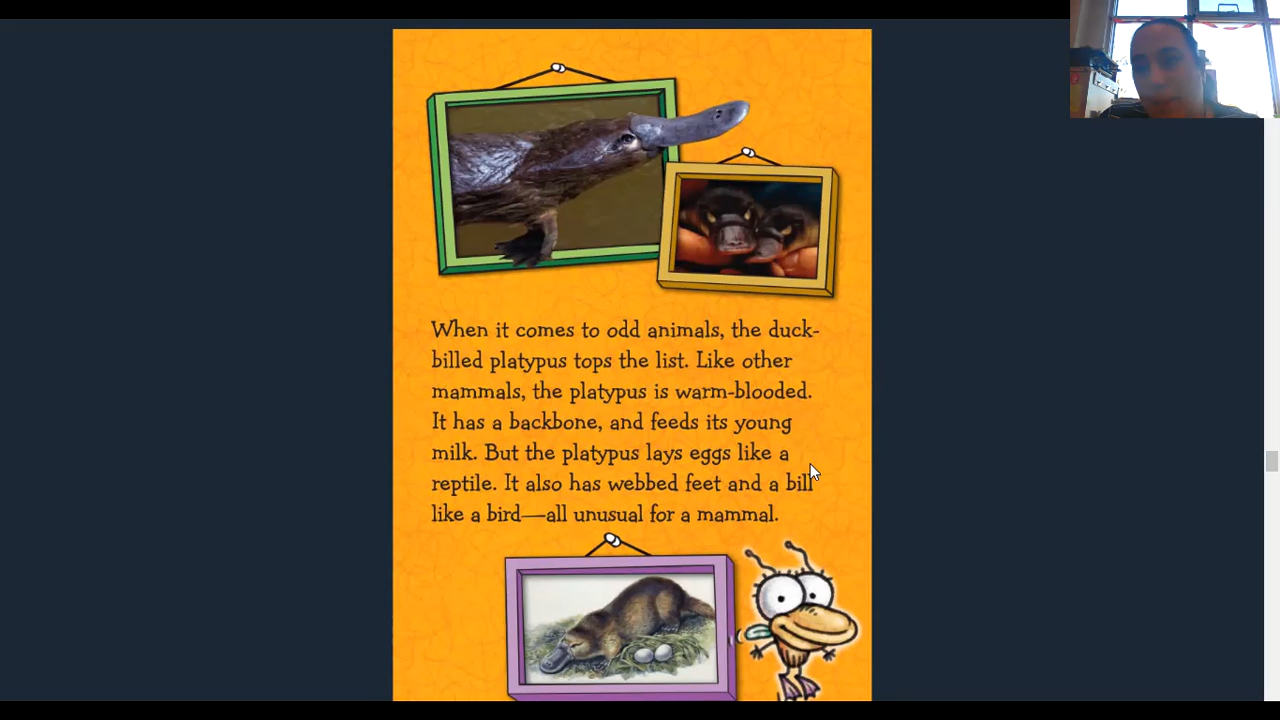 When it comes to odd animals, the duck-
billed platypus tops the list. Like other
mammals, the platypus is warm-blooded.
It has a backbone, and feeds its young
milk. But the platypus lays eggs like a
reptile. It also has webbed feet and a bill
like a bird—all unusual for a mammal.